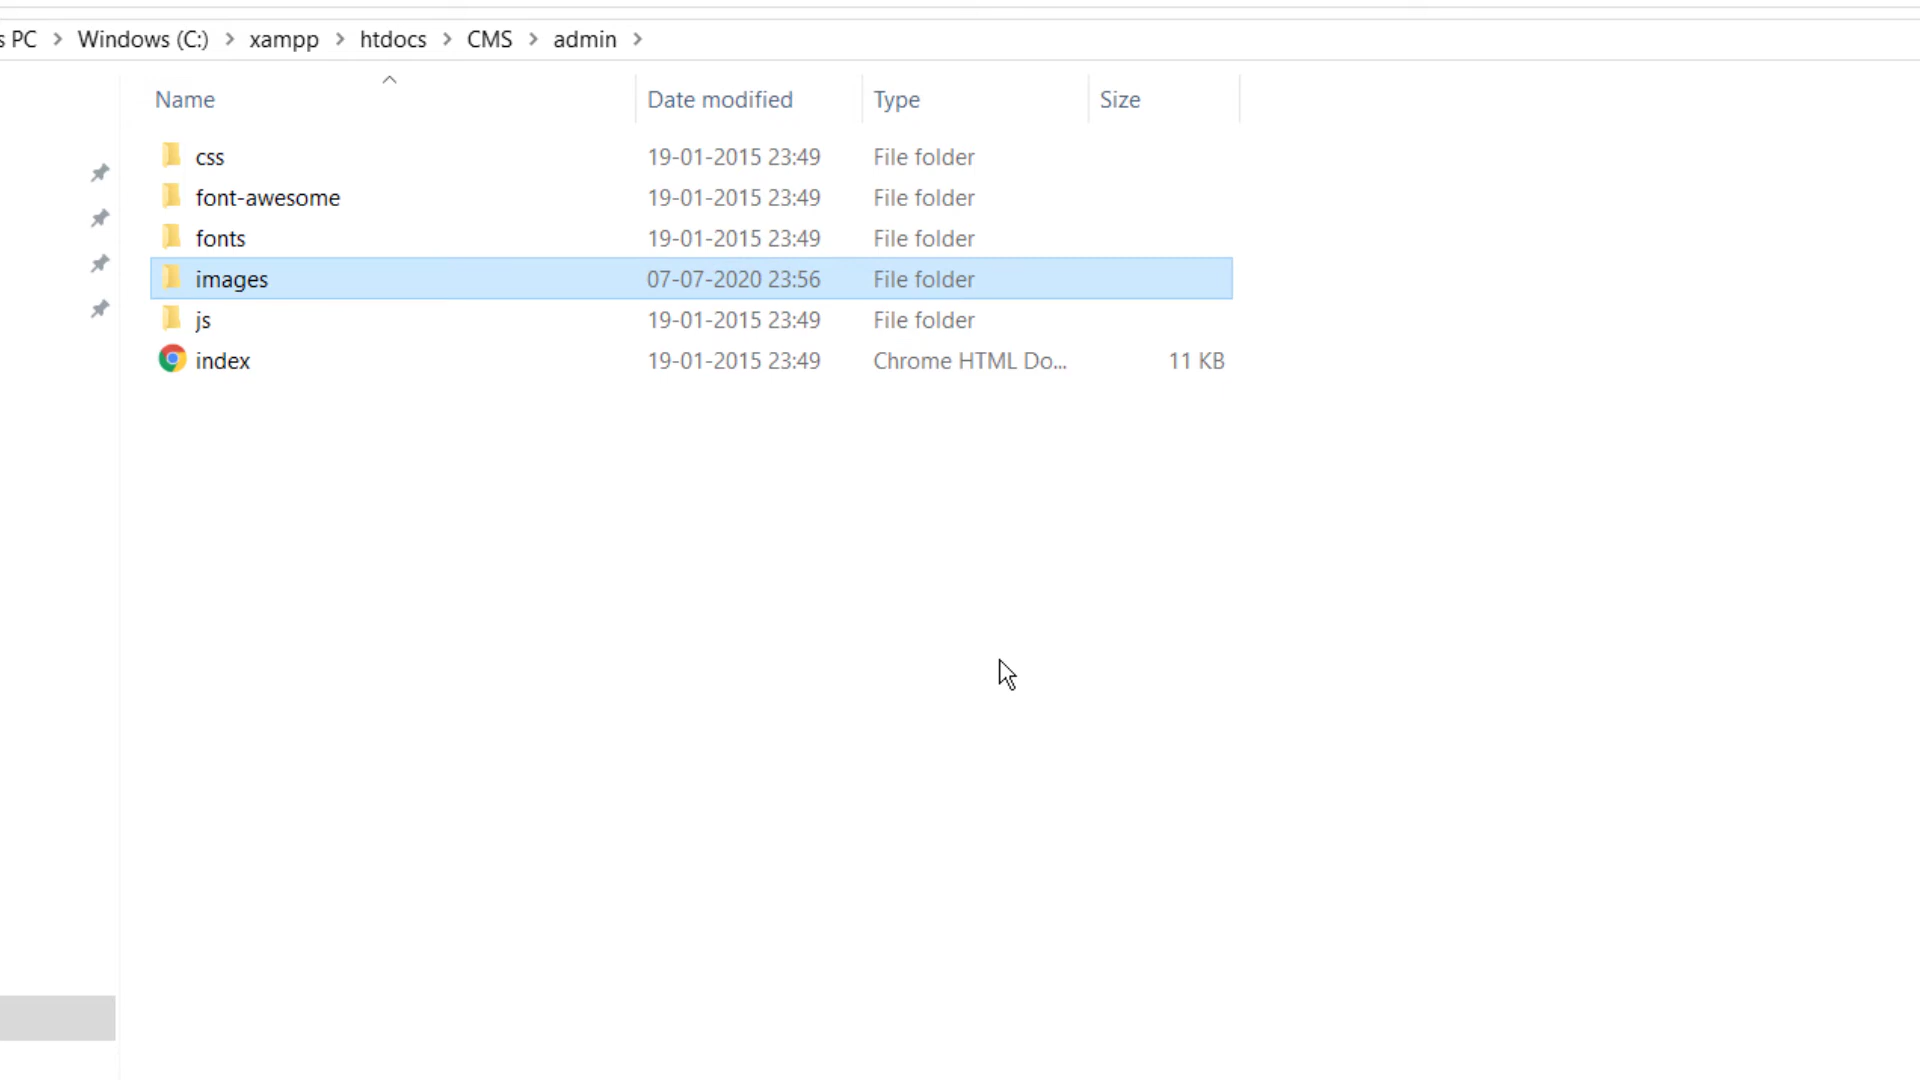 s PC > Windows (C:) > xampp > htdocs > CMS > admin >
Name Date modified Type Size
css 19-01-2015 23:49 File folder
font-awesome 19-01-2015 23:49 File folder
fonts 19-01-2015 23:49 File folder
images 07-07-2020 23:56 File folder
js 19-01-2015 23:49 File folder
index 19-01-2015 23:49 Chrome HTML Do... 11 KB